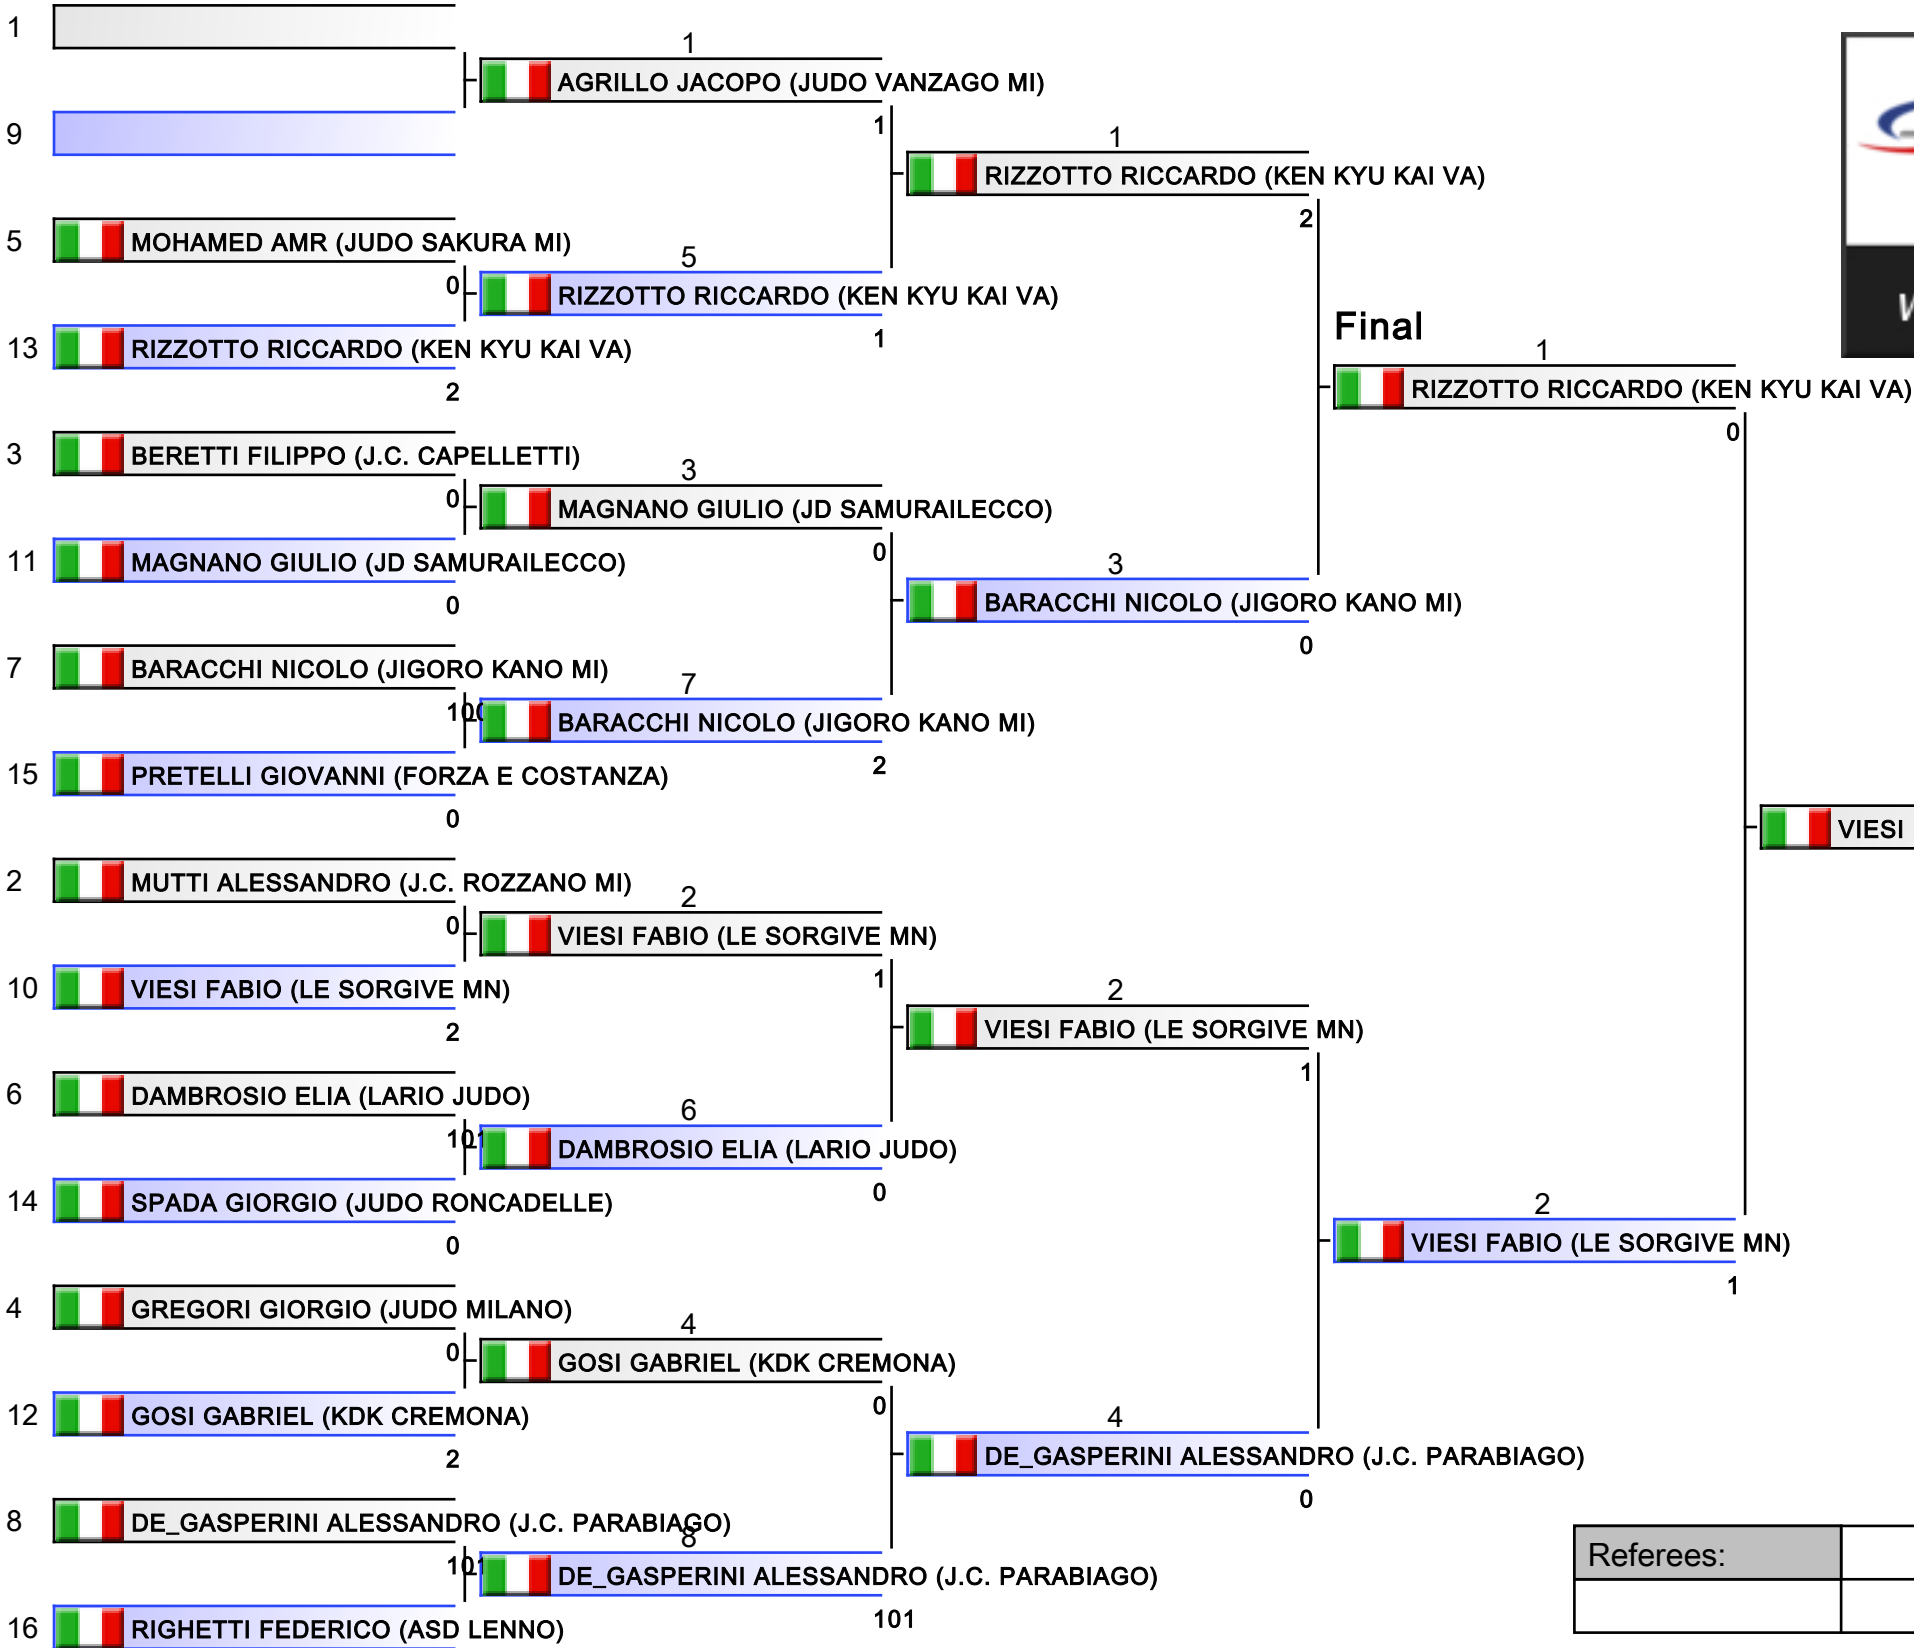 1
1
AGRILLO JACOPO (JUDO VANZAGO MI)
9
1
1
RIZZOTTO RICCARDO (KEN KYU KAI VA)
2
5
MOHAMED AMR (JUDO SAKURA MI)
0
5
RIZZOTTO RICCARDO (KEN KYU KAI VA)
1
13
RIZZOTTO RICCARDO (KEN KYU KAI VA)
2
Final
1
RIZZOTTO RICCARDO (KEN KYU KAI VA)
0
3
BERETTI FILIPPO (J.C. CAPELLETTI)
0
3
MAGNANO GIULIO (JD SAMURAILECCO)
0
11
MAGNANO GIULIO (JD SAMURAILECCO)
0
3
BARACCHI NICOLO (JIGORO KANO MI)
0
7
BARACCHI NICOLO (JIGORO KANO MI)
100
7
BARACCHI NICOLO (JIGORO KANO MI)
2
15
PRETELLI GIOVANNI (FORZA E COSTANZA)
0
VIESI
2
MUTTI ALESSANDRO (J.C. ROZZANO MI)
0
2
VIESI FABIO (LE SORGIVE MN)
1
10
VIESI FABIO (LE SORGIVE MN)
2
2
VIESI FABIO (LE SORGIVE MN)
1
6
DAMBROSIO ELIA (LARIO JUDO)
101
6
DAMBROSIO ELIA (LARIO JUDO)
0
14
SPADA GIORGIO (JUDO RONCADELLE)
0
2
VIESI FABIO (LE SORGIVE MN)
1
4
GREGORI GIORGIO (JUDO MILANO)
0
4
GOSI GABRIEL (KDK CREMONA)
0
12
GOSI GABRIEL (KDK CREMONA)
2
4
DE_GASPERINI ALESSANDRO (J.C. PARABIAGO)
0
8
DE_GASPERINI ALESSANDRO (J.C. PARABIAGO)
101
8
DE_GASPERINI ALESSANDRO (J.C. PARABIAGO)
101
16
RIGHETTI FEDERICO (ASD LENNO)
Referees: